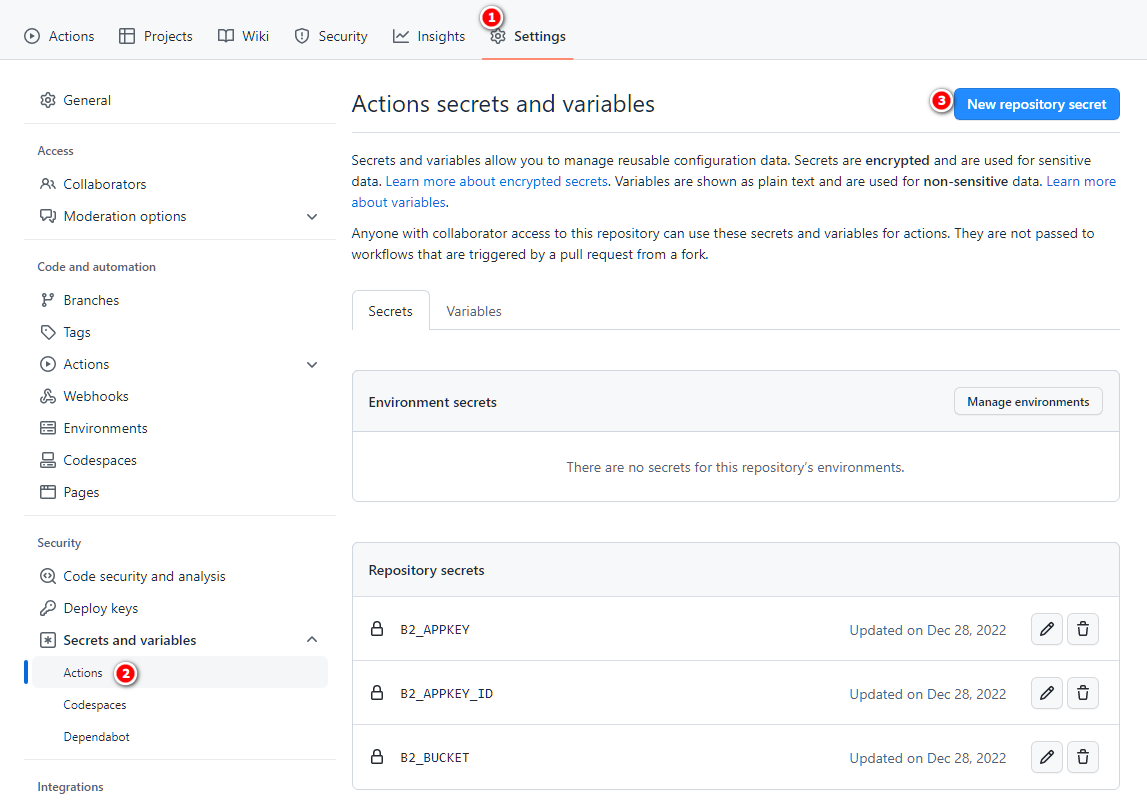 Actions Projects Wiki Security Insights 1 Settings
General
Access
Collaborators
Moderation options
Code and automation
Branches
Tags
Actions
Webhooks
Environments
Codespaces
Pages
Security
Code security and analysis
Deploy keys
Secrets and variables
Actions 2
Codespaces
Dependabot
Integrations
Actions secrets and variables
3 New repository secret
Secrets and variables allow you to manage reusable configuration data. Secrets are encrypted and are used for sensitive
data. Learn more about encrypted secrets. Variables are shown as plain text and are used for non-sensitive data. Learn more
about variables.
Anyone with collaborator access to this repository can use these secrets and variables for actions. They are not passed to
workflows that are triggered by a pull request from a fork.
Secrets Variables
Environment secrets Manage environments
There are no secrets for this repository’s environments.
Repository secrets
B2_APPKEY Updated on Dec 28, 2022
B2_APPKEY_ID Updated on Dec 28, 2022
B2_BUCKET Updated on Dec 28, 2022